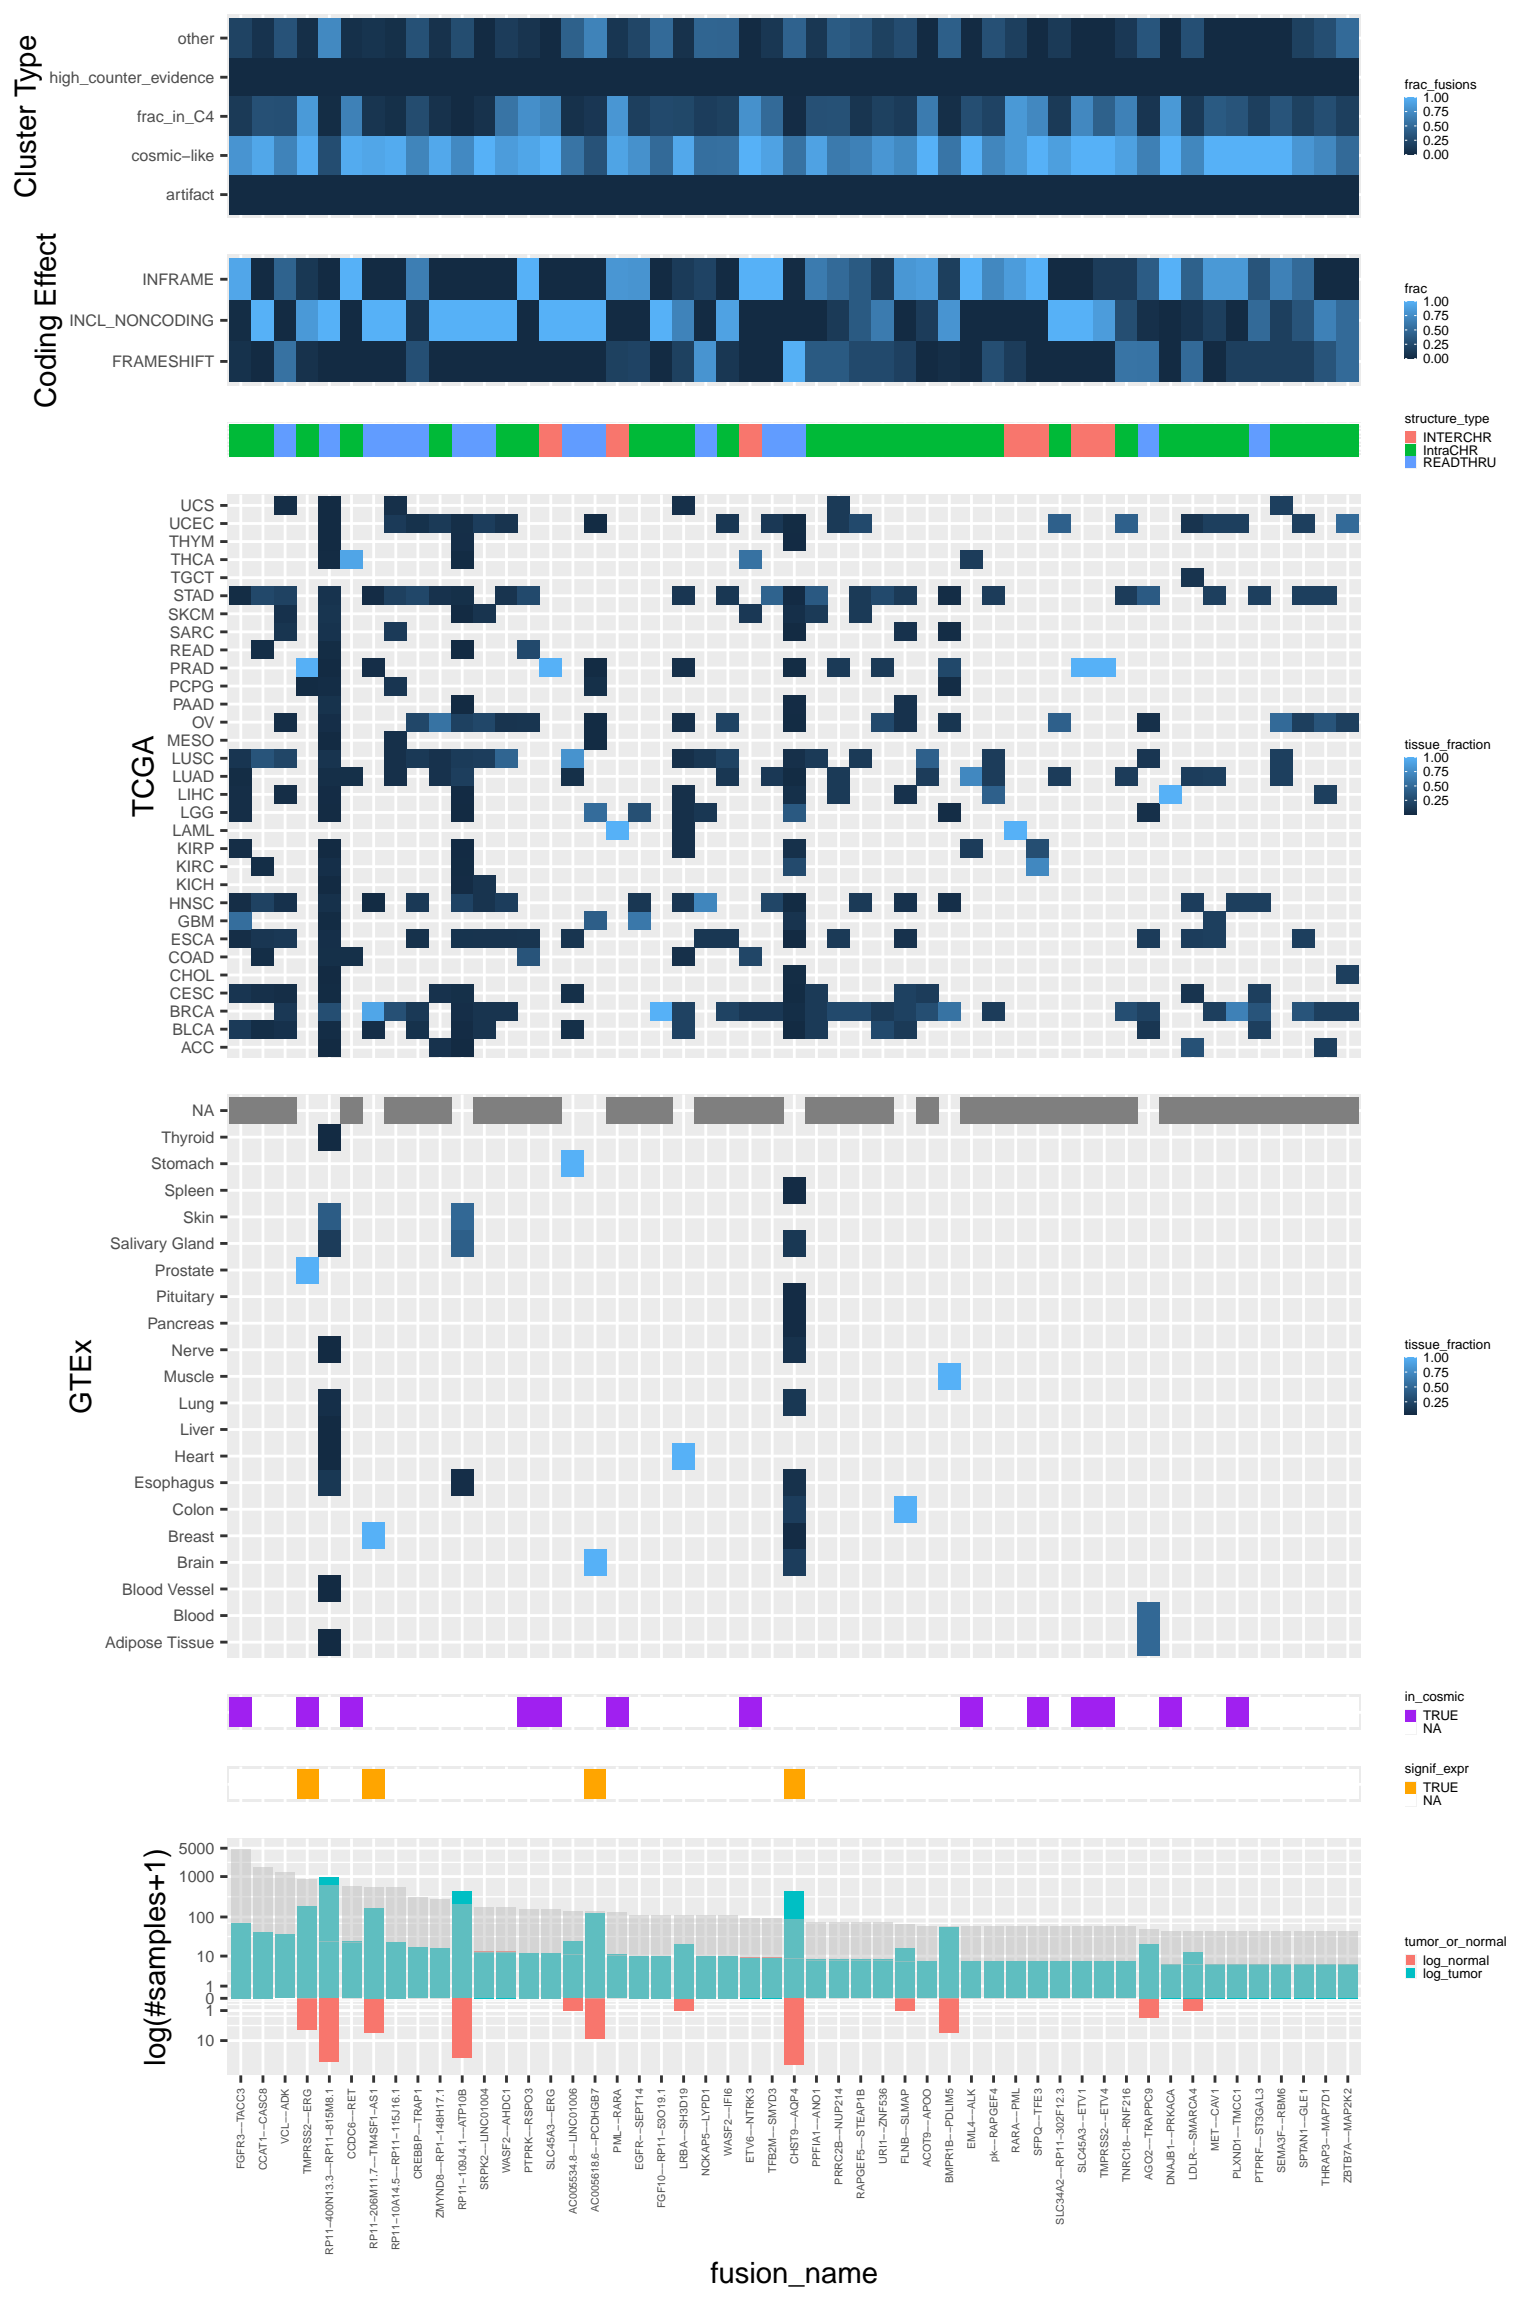 Cluster Type
other
high_counter_evidence
frac_in_C4
cosmic−like
artifact
frac_fusions
1.00
0.75
0.50
0.25
0.00
Coding Effect
INFRAME
INCL_NONCODING
FRAMESHIFT
frac
1.00
0.75
0.50
0.25
0.00
structure_type
INTERCHR
IntraCHR
READTHRU
TCGA
UCS
UCEC
THYM
THCA
TGCT
STAD
SKCM
SARC
READ
PRAD
PCPG
PAAD
OV
MESO
LUSC
LUAD
LIHC
LGG
LAML
KIRP
KIRC
KICH
HNSC
GBM
ESCA
COAD
CHOL
CESC
BRCA
BLCA
ACC
tissue_fraction
1.00
0.75
0.50
0.25
GTEx
NA
Thyroid
Stomach
Spleen
Skin
Salivary Gland
Prostate
Pituitary
Pancreas
Nerve
Muscle
Lung
Liver
Heart
Esophagus
Colon
Breast
Brain
Blood Vessel
Blood
Adipose Tissue
tissue_fraction
1.00
0.75
0.50
0.25
in_cosmic
TRUE
NA
signif_expr
TRUE
NA
log(#samples+1)
5000
1000
100
10
1
0
1
10
tumor_or_normal
log_normal
log_tumor
FGFR3−−TACC3
CCAT1−−CASC8
VCL−−ADK
TMPRSS2−−ERG
RP11−400N13.3−−RP11−815M8.1
CCDC6−−RET
RP11−206M11.7−−TM4SF1−AS1
RP11−10A14.5−−RP11−115J16.1
CREBBP−−TRAP1
ZMYND8−−RP1−148H17.1
RP11−109J4.1−−ATP10B
SRPK2−−LINC01004
WASF2−−AHDC1
PTPRK−−RSPO3
SLC45A3−−ERG
AC005534.8−−LINC01006
AC005618.6−−PCDHGB7
PML−−RARA
EGFR−−SEPT14
FGF10−−RP11−53O19.1
LRBA−−SH3D19
NCKAP5−−LYPD1
WASF2−−IFI6
ETV6−−NTRK3
TFB2M−−SMYD3
CHST9−−AQP4
PPFIA1−−ANO1
PRRC2B−−NUP214
RAPGEF5−−STEAP1B
URI1−−ZNF536
FLNB−−SLMAP
ACOT9−−APOO
BMPR1B−−PDLIM5
EML4−−ALK
pk−−RAPGEF4
RARA−−PML
SFPQ−−TFE3
SLC34A2−−RP11−302F12.3
SLC45A3−−ETV1
TMPRSS2−−ETV4
TNRC18−−RNF216
AGO2−−TRAPPC9
DNAJB1−−PRKACA
LDLR−−SMARCA4
MET−−CAV1
PLXND1−−TMCC1
PTPRF−−ST3GAL3
SEMA3F−−RBM6
SPTAN1−−GLE1
THRAP3−−MAP7D1
ZBTB7A−−MAP2K2
fusion_name